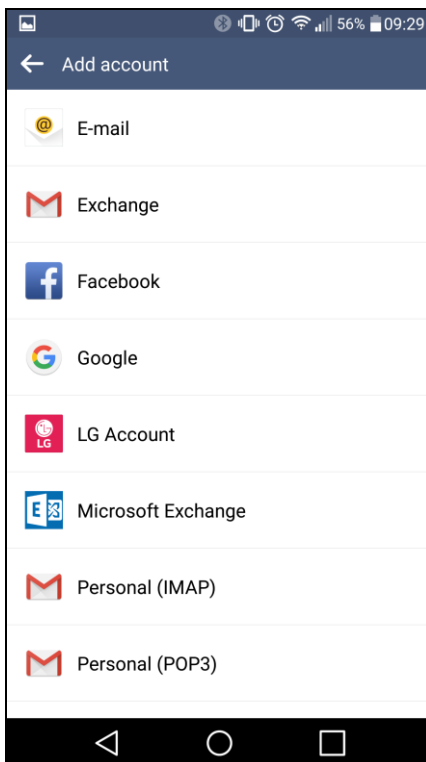 56% 09:29
Add account
@ E-mail
Exchange
f Facebook
G Google
LG LG Account
E Microsoft Exchange
Personal (IMAP)
Personal (POP3)